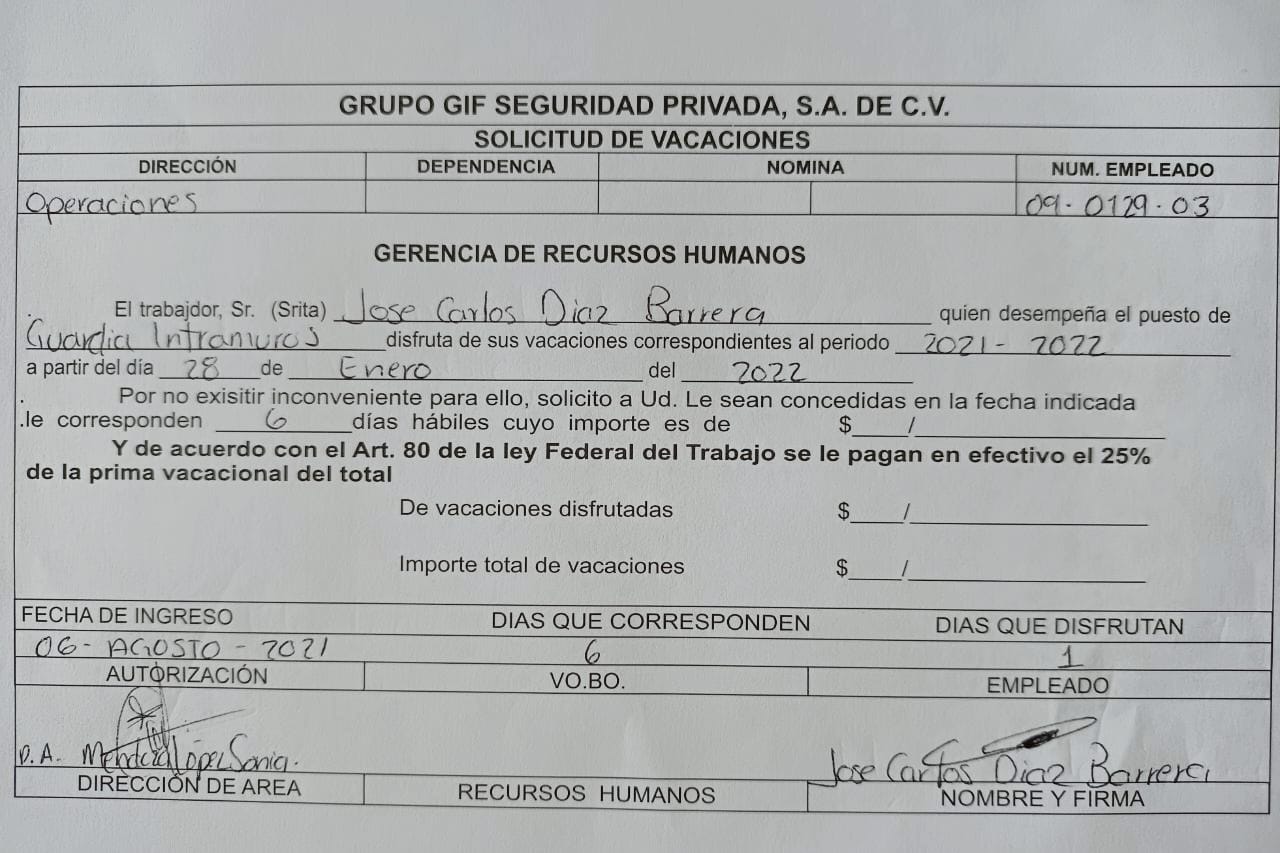 GRUPO GIF SEGURIDAD PRIVADA, S.A. DE C.V.
SOLICITUD DE VACACIONES
DIRECCIÓN DEPENDENCIA NOMINA NUM. EMPLEADO
Operaciones 09-0129-03
GERENCIA DE RECURSOS HUMANOS
El trabajdor, Sr. (Srita) Jose Carlos Diaz Barrera quien desempeña el puesto de
Guardia Intramuros disfruta de sus vacaciones correspondientes al periodo 2021- 2022
a partir del día 28 de Enero del 2022
Por no exisitir inconveniente para ello, solicito a Ud. Le sean concedidas en la fecha indicada
.le corresponden 6 días hábiles cuyo importe es de $ /
Y de acuerdo con el Art. 80 de la ley Federal del Trabajo se le pagan en efectivo el 25%
de la prima vacacional del total
De vacaciones disfrutadas $ /
Importe total de vacaciones $ /
FECHA DE INGRESO DIAS QUE CORRESPONDEN DIAS QUE DISFRUTAN
06- AGOSTO - 2021 6 1
AUTORIZACIÓN VO.BO. EMPLEADO
P.A. Mendoza López Sonia. Jose Carlos Diaz Barrera
DIRECCIÓN DE AREA RECURSOS HUMANOS NOMBRE Y FIRMA